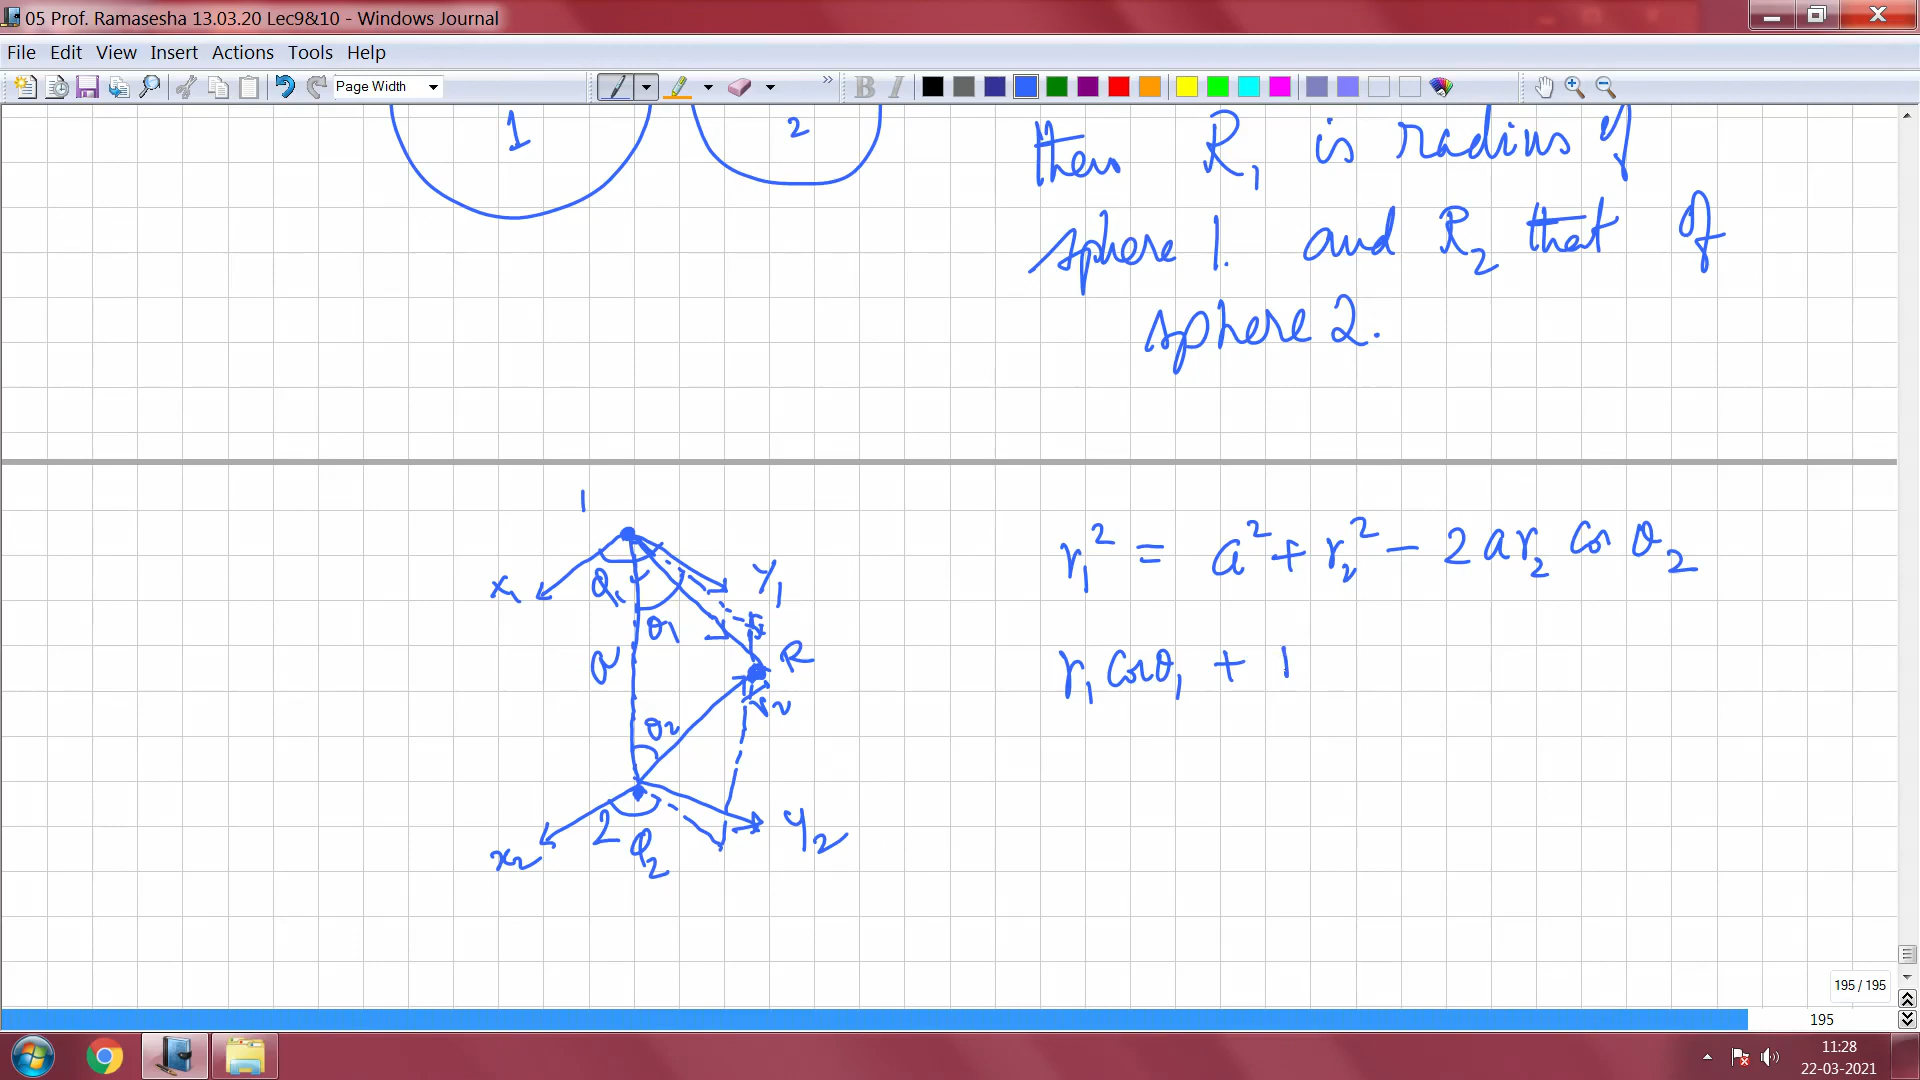 05 Prof. Ramasesha 13.03.20 Lec9&10 - Windows Journal
File Edit View Insert Actions Tools Help
Page Width
B I
1 2
then R₁ is radius of
sphere 1. and R₂ that of
sphere 2.
1
x₁ φ₁ y₁
θ₁
a R
r₂
θ₂
2 y₂
x₂ φ₂
r₁² = a² + r₂² - 2ar₂ cos θ₂
r₁ cosθ₁ + 1
195 / 195
195
11:28
22-03-2021